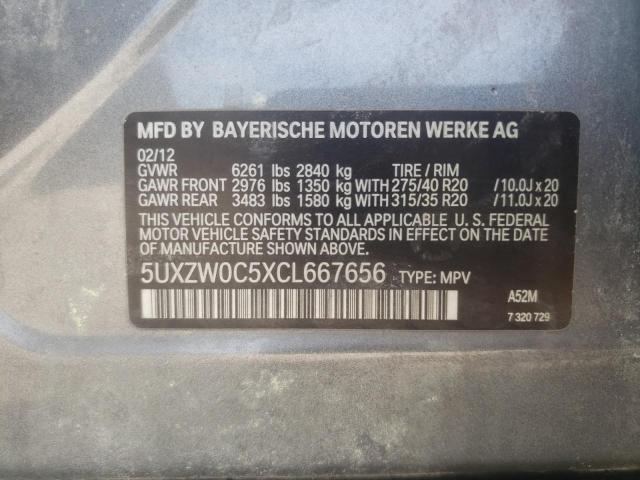 MFD BY BAYERISCHE MOTOREN WERKE AG
02/12
GVWR 6261 lbs 2840 kg TIRE / RIM
GAWR FRONT 2976 lbs 1350 kg WITH 275/40 R20 /10.0J x 20
GAWR REAR 3483 lbs 1580 kg WITH 315/35 R20 /11.0J x 20
THIS VEHICLE CONFORMS TO ALL APPLICABLE U. S. FEDERAL
MOTOR VEHICLE SAFETY STANDARDS IN EFFECT ON THE
DATE OF MANUFACTURE SHOWN ABOVE.
5UXZW0C5XCL667656 TYPE: MPV
A52M
7 320 729